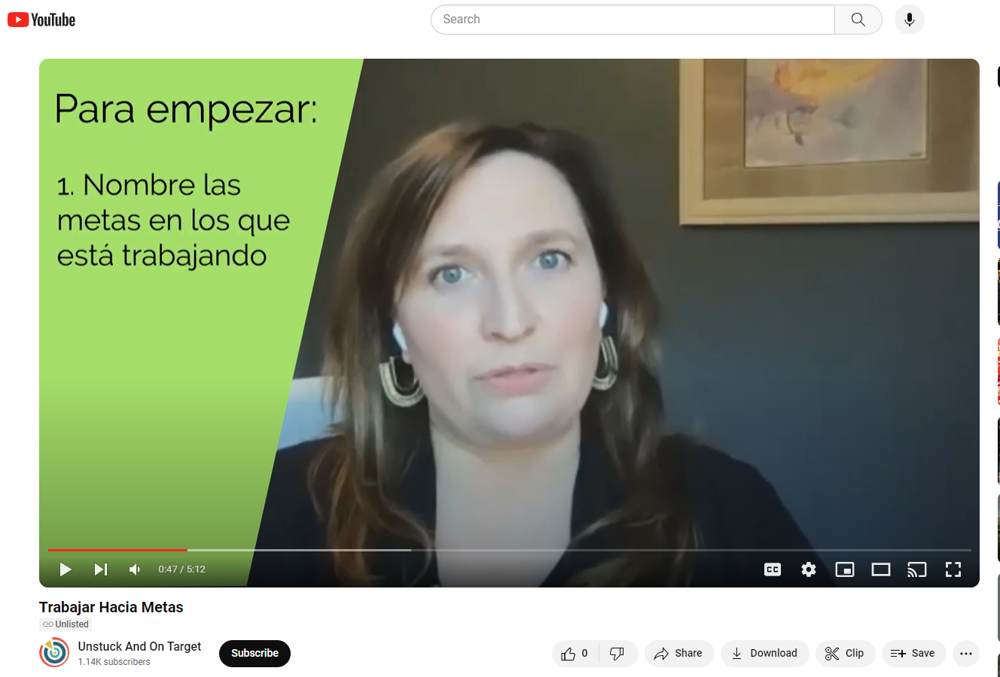 YouTube
Search
Para empezar:
1. Nombre las
metas en los que
está trabajando
0:47 / 5:12
CC
Trabajar Hacia Metas
Unlisted
Unstuck And On Target
1.14K subscribers
Subscribe
0
Share
Download
Clip
Save